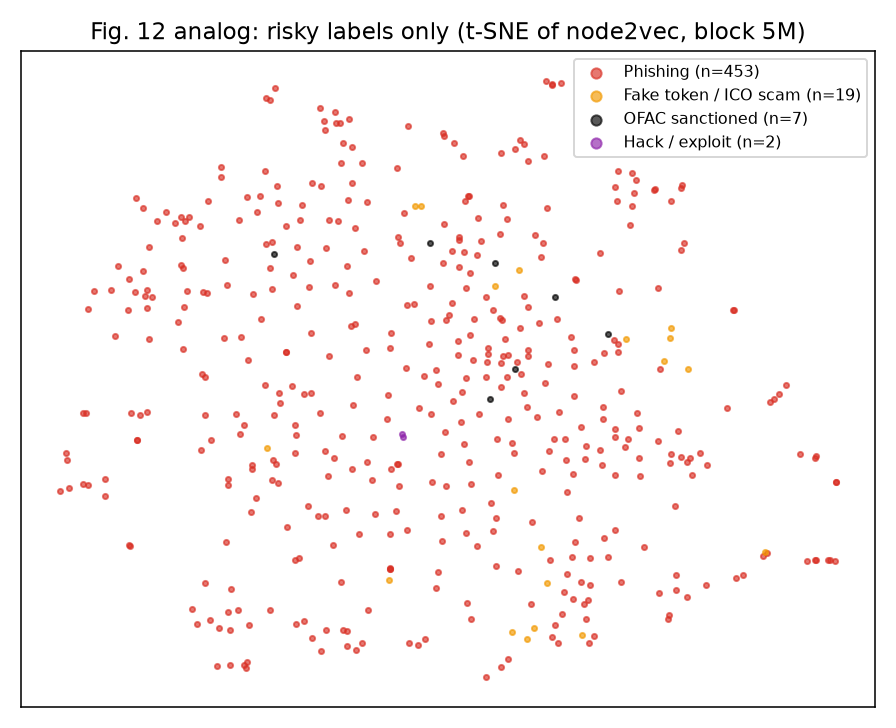 Fig. 12 analog: risky labels only (t-SNE of node2vec, block 5M)
Phishing (n=453)
Fake token / ICO scam (n=19)
OFAC sanctioned (n=7)
Hack / exploit (n=2)